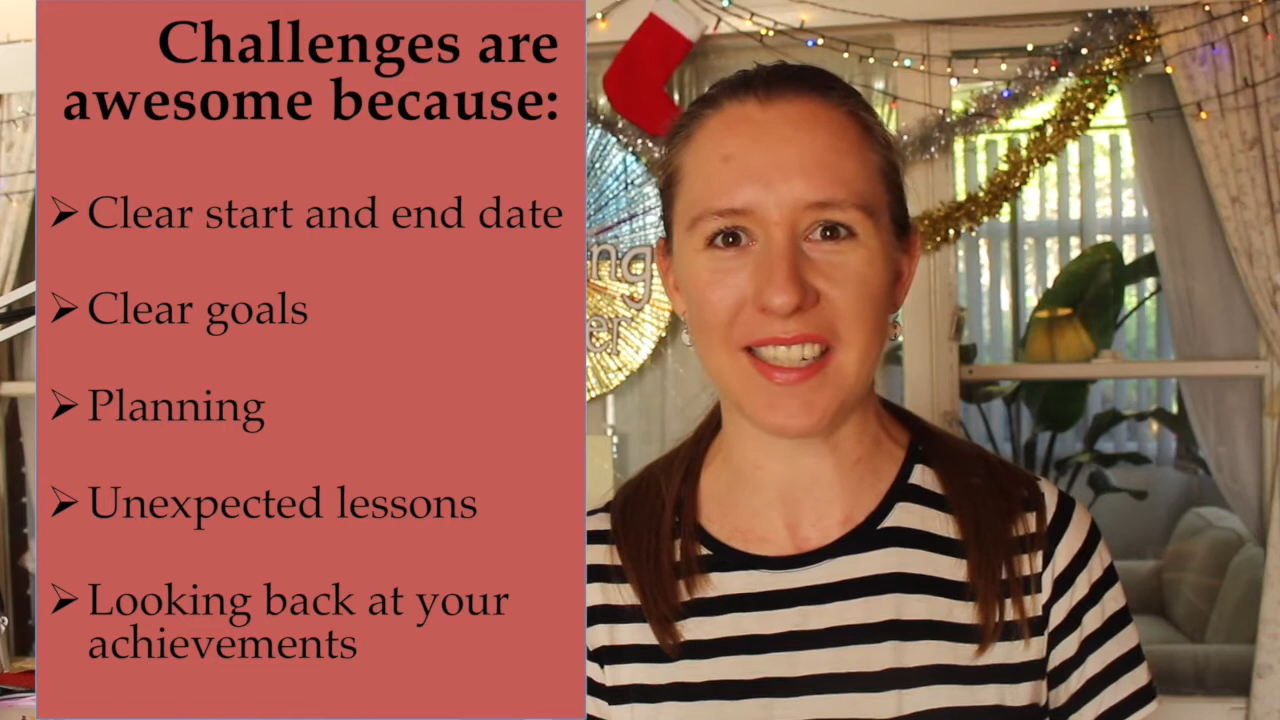 Challenges are
awesome because:
➢ Clear start and end date
➢ Clear goals
➢ Planning
➢ Unexpected lessons
➢ Looking back at your
achievements